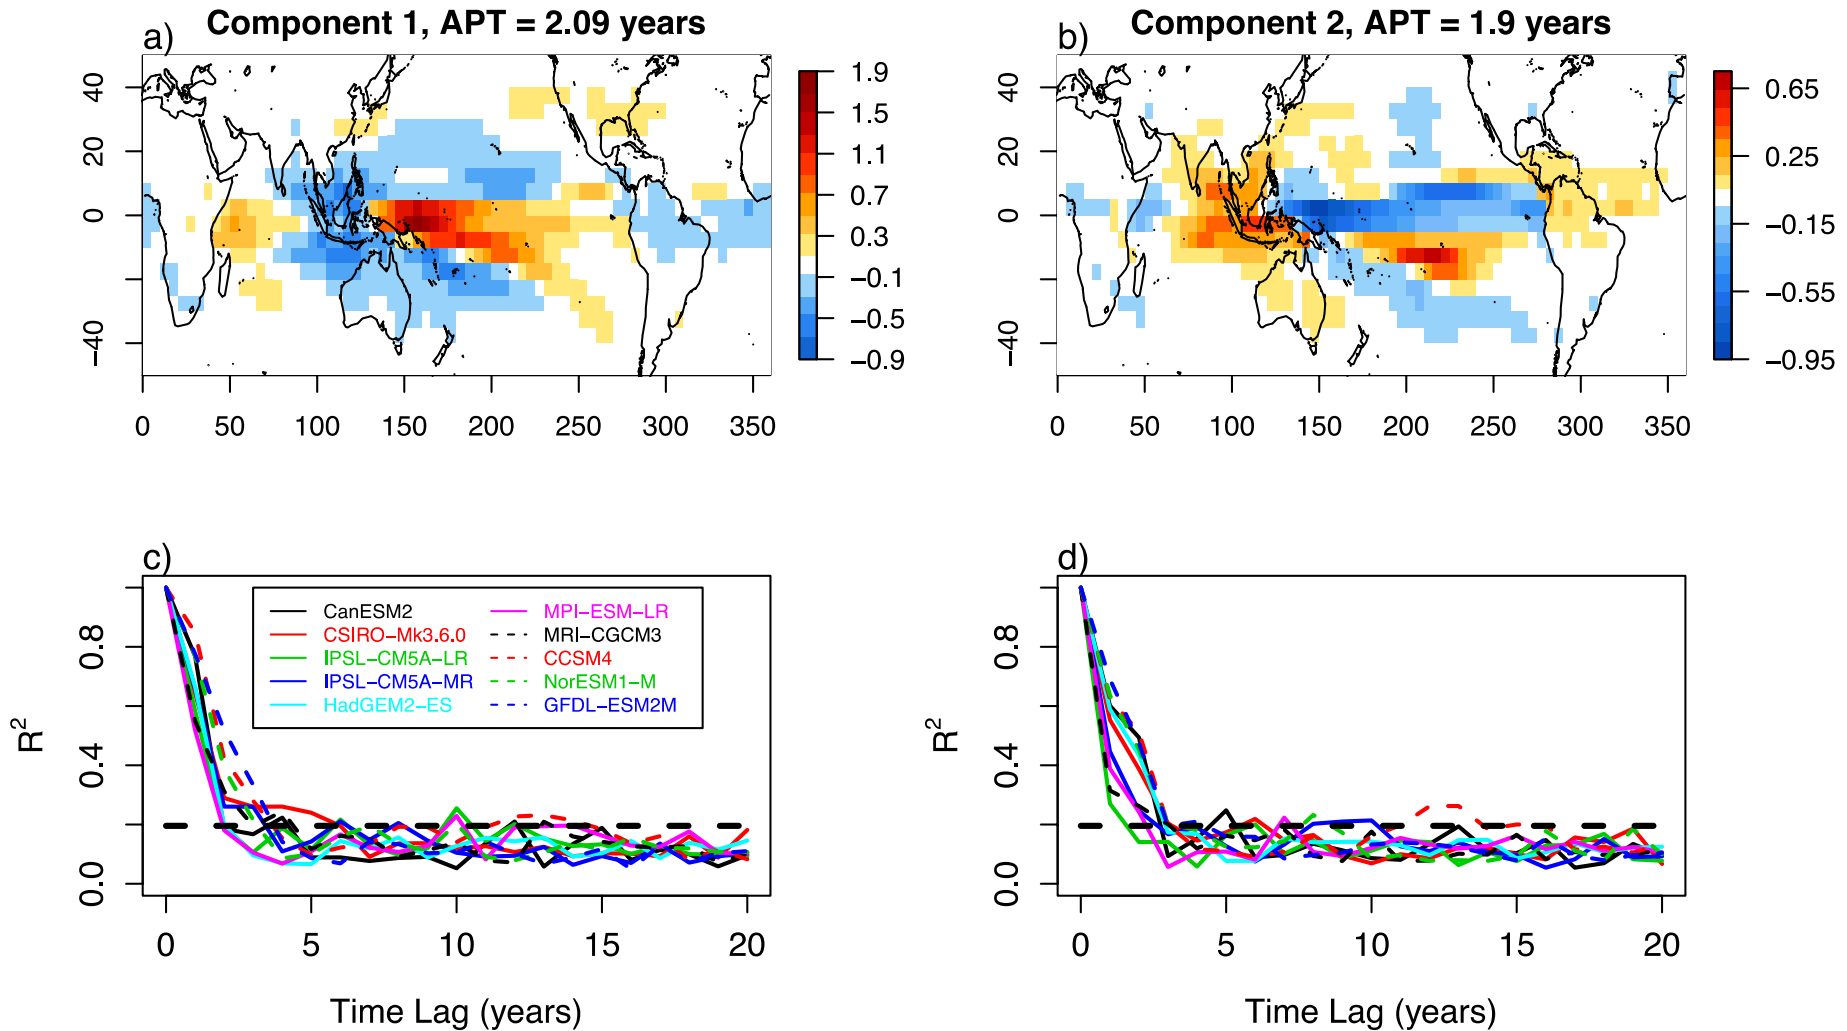 Component 1, APT = 2.09 years
a)
40
20
0
−40
0 50 100 150 200 250 300 350
1.9
1.5
1.1
0.7
0.3
−0.1
−0.5
−0.9
Component 2, APT = 1.9 years
b)
40
20
0
−40
0 50 100 150 200 250 300 350
0.65
0.25
−0.15
−0.55
−0.95
c)
R²
0.8
0.4
0.0
CanESM2
CSIRO−Mk3.6.0
IPSL−CM5A−LR
IPSL−CM5A−MR
HadGEM2−ES
MPI−ESM−LR
MRI−CGCM3
CCSM4
NorESM1−M
GFDL−ESM2M
0 5 10 15 20
Time Lag (years)
d)
R²
0.8
0.4
0.0
0 5 10 15 20
Time Lag (years)